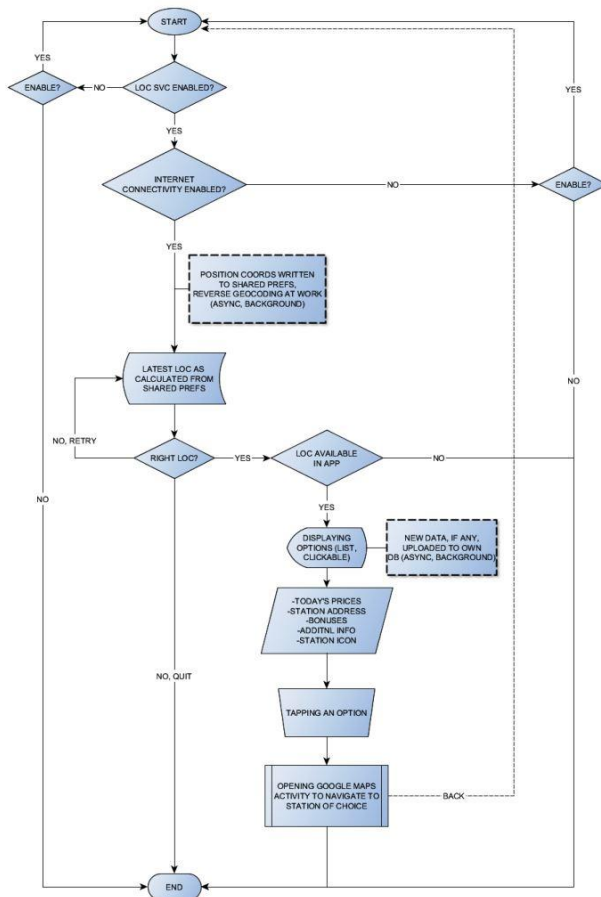 START
YES
YES
ENABLE?
NO
LOC SVC ENABLED?
YES
INTERNET
CONNECTIVITY ENABLED?
NO
ENABLE?
YES
POSITION COORDS WRITTEN
TO SHARED PREFS,
REVERSE GEOCODING AT WORK
(ASYNC, BACKGROUND)
LATEST LOC AS
CALCULATED FROM
SHARED PREFS
NO
NO, RETRY
RIGHT LOC?
YES
LOC AVAILABLE
IN APP
NO
NO
YES
DISPLAYING
OPTIONS (LIST,
CLICKABLE)
NEW DATA, IF ANY,
UPLOADED TO OWN
DB (ASYNC, BACKGROUND)
-TODAY'S PRICES
-STATION ADDRESS
-BONUSES
-ADDITNL INFO
-STATION ICON
NO, QUIT
TAPPING AN OPTION
OPENING GOOGLE MAPS
ACTIVITY TO NAVIGATE TO
STATION OF CHOICE
BACK
END